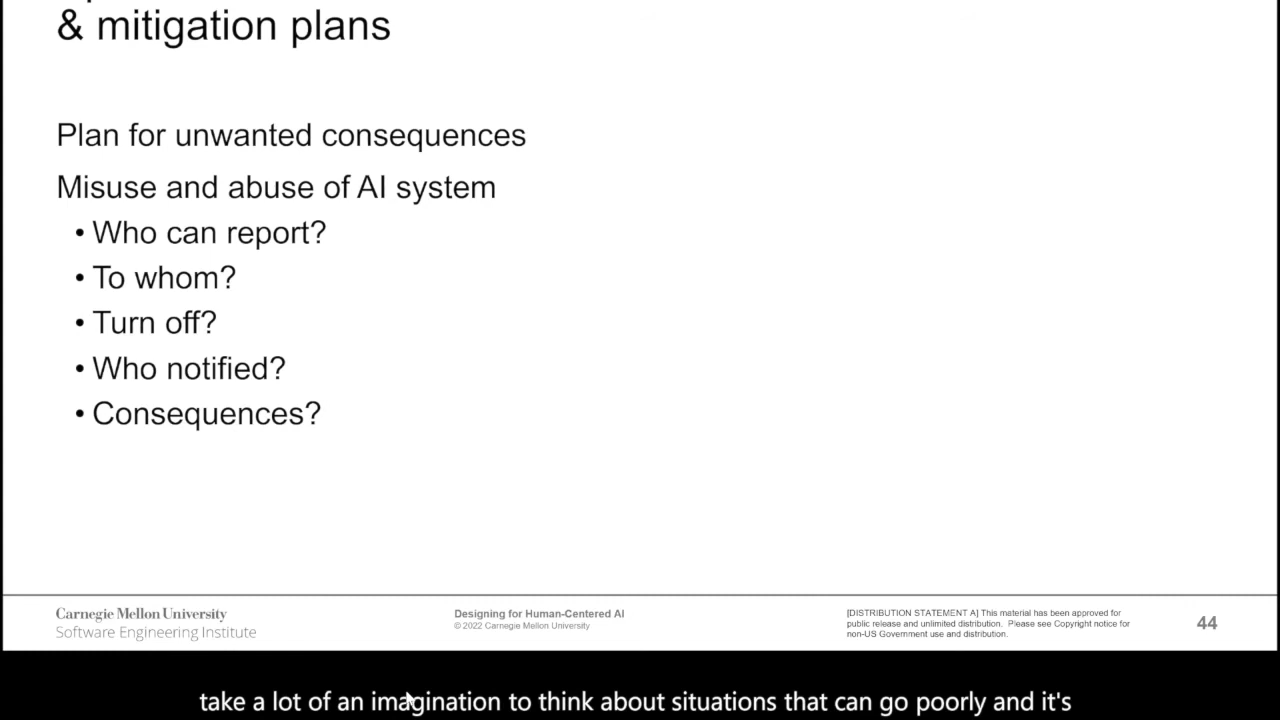 & mitigation plans
Plan for unwanted consequences
Misuse and abuse of AI system
• Who can report?
• To whom?
• Turn off?
• Who notified?
• Consequences?
Carnegie Mellon University
Software Engineering Institute
Designing for Human-Centered AI
© 2022 Carnegie Mellon University
[DISTRIBUTION STATEMENT A] This material has been approved for
public release and unlimited distribution. Please see Copyright notice for
non-US Government use and distribution.
44
take a lot of an imagination to think about situations that can go poorly and it's